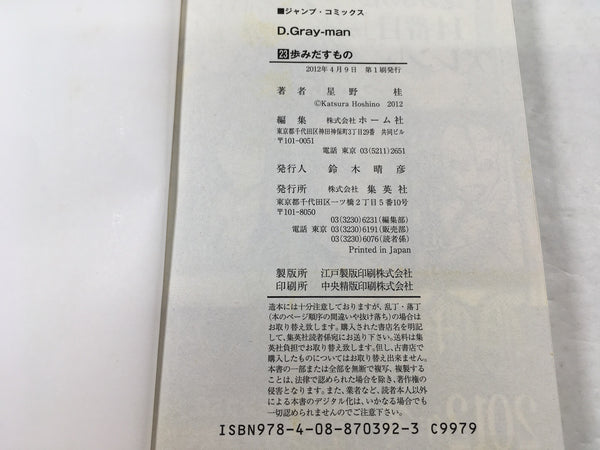 ■ジャンプ・コミックス
D.Gray-man
23歩みだすもの
2012年4月9日 第1刷発行
著者 星野 桂
©Katsura Hoshino 2012
編集 株式会社 ホーム社
東京都千代田区神田神保町3丁目29番 共同ビル
〒101-0051
電話 東京 03(5211)2651
発行人 鈴木晴彦
発行所 株式会社 集英社
東京都千代田区一ツ橋2丁目5番10号
〒101-8050
03(3230)6231(編集部)
電話 東京 03(3230)6191(販売部)
03(3230)6076(読者係)
Printed in Japan
製版所 江戸製版印刷株式会社
印刷所 中央精版印刷株式会社
造本には十分注意しておりますが、乱丁・落丁
(本のページ順序の間違いや抜け落ち)の場合は
お取り替え致します。購入された書店名を明記し
て、集英社読者係宛にお送り下さい。送料は集
英社負担でお取り替え致します。但し、古書店で
購入したものについてはお取り替え出来ません。
本書の一部または全部を無断で複写、複製する
ことは、法律で認められた場合を除き、著作権の
侵害となります。また、業者など、読者本人以外
による本書のデジタル化は、いかなる場合でも
一切認められませんのでご注意下さい。
ISBN978-4-08-870392-3 C9979